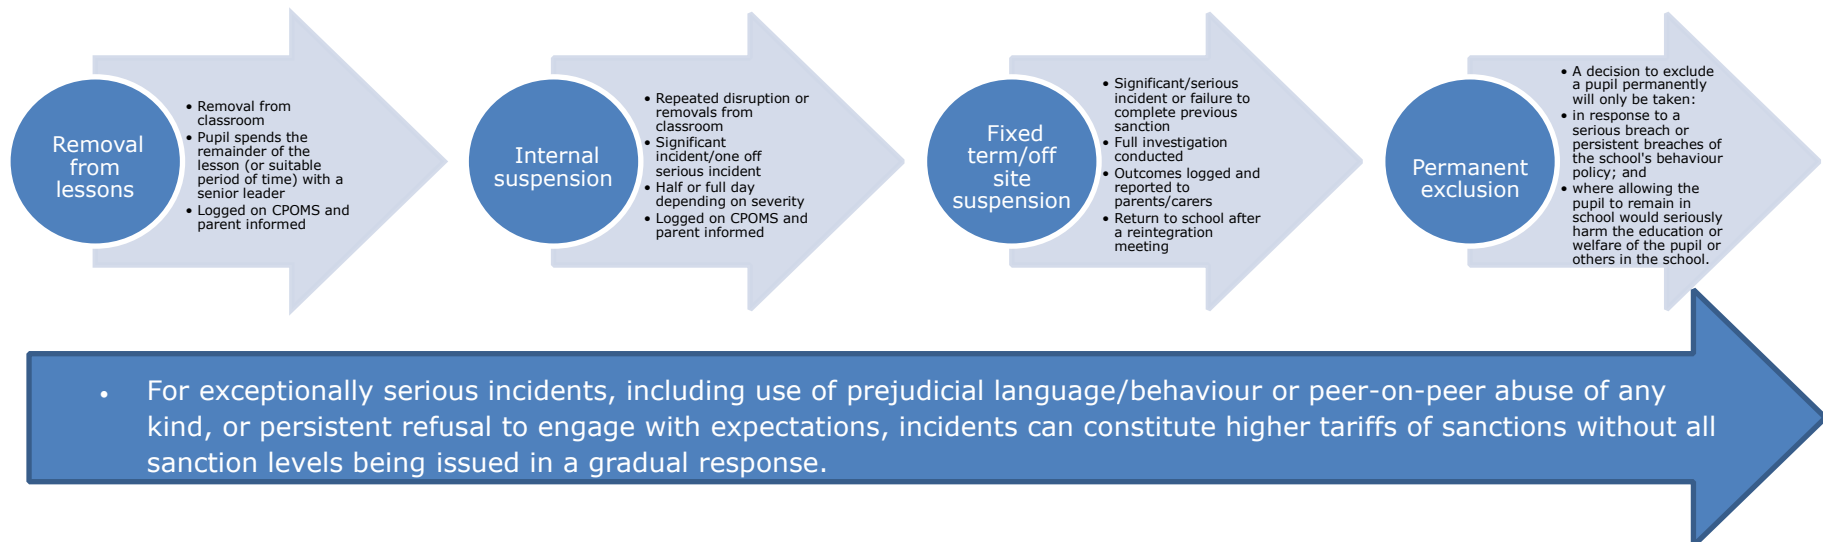 Removal
from
lessons
• Removal from
classroom
• Pupil spends the
remainder of the
lesson (or suitable
period of time) with a
senior leader
• Logged on CPOMS and
parent informed
Internal
suspension
• Repeated disruption or
removals from
classroom
• Significant
incident/one off
serious incident
• Half or full day
depending on severity
• Logged on CPOMS and
parent informed
Fixed
term/off
site
suspension
• Significant/serious
incident or failure to
complete previous
sanction
• Full investigation
conducted
• Outcomes logged and
reported to
parents/carers
• Return to school after
a reintegration
meeting
Permanent
exclusion
• A decision to exclude
a pupil permanently
will only be taken:
• in response to a
serious breach or
persistent breaches of
the school's behaviour
policy; and
• where allowing the
pupil to remain in
school would seriously
harm the education or
welfare of the pupil or
others in the school.
• For exceptionally serious incidents, including use of prejudicial language/behaviour or peer-on-peer abuse of any
kind, or persistent refusal to engage with expectations, incidents can constitute higher tariffs of sanctions without all
sanction levels being issued in a gradual response.